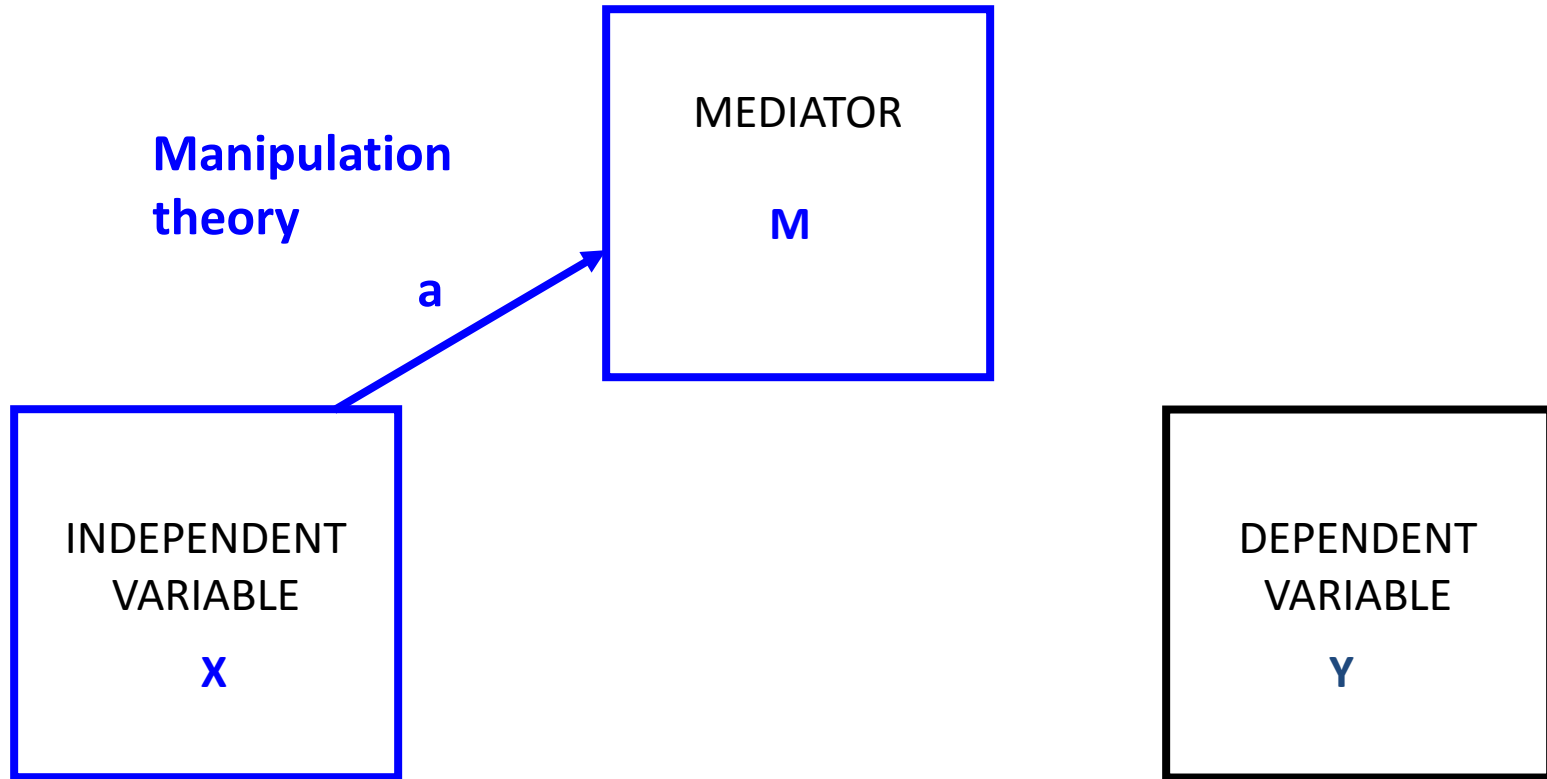 MEDIATOR
M
Manipulation
theory
a
INDEPENDENT
VARIABLE
X
DEPENDENT
VARIABLE
Y